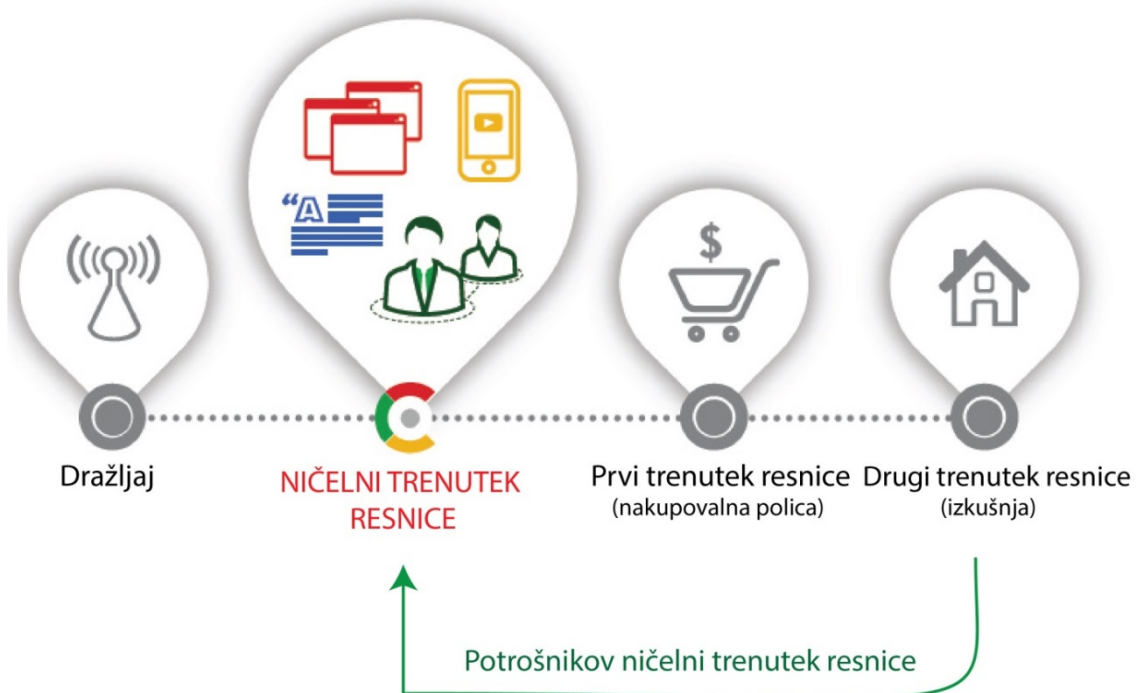 “A
$
Dražljaj
NIČELNI TRENUTEK
RESNICE
Prvi trenutek resnice
(nakupovalna polica)
Drugi trenutek resnice
(izkušnja)
Potrošnikov ničelni trenutek resnice